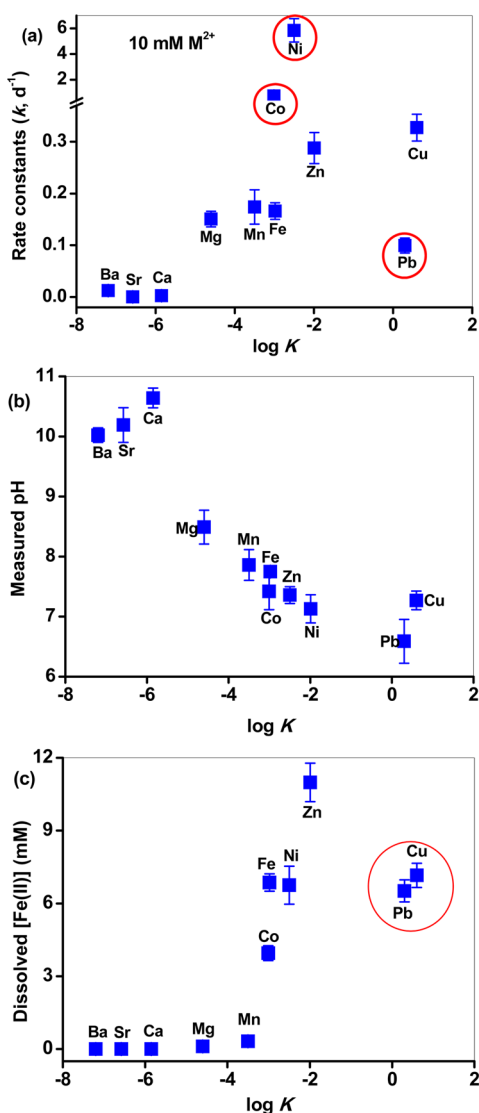 (a)
10 mM M2+
Rate constants (k, d-1)
6
4
2
0.3
0.2
0.1
0.0
Ni
Co
Cu
Zn
Mg
Mn
Fe
Pb
Ba
Sr
Ca
-8 -6 -4 -2 0 2
log K
(b)
Measured pH
11
10
9
8
7
6
Ba
Sr
Ca
Mg
Mn
Fe
Co
Zn
Ni
Pb
Cu
-8 -6 -4 -2 0 2
log K
(c)
Dissolved [Fe(II)] (mM)
12
9
6
3
0
Zn
Fe
Ni
Cu
Pb
Co
Ba
Sr
Ca
Mg
Mn
-8 -6 -4 -2 0 2
log K